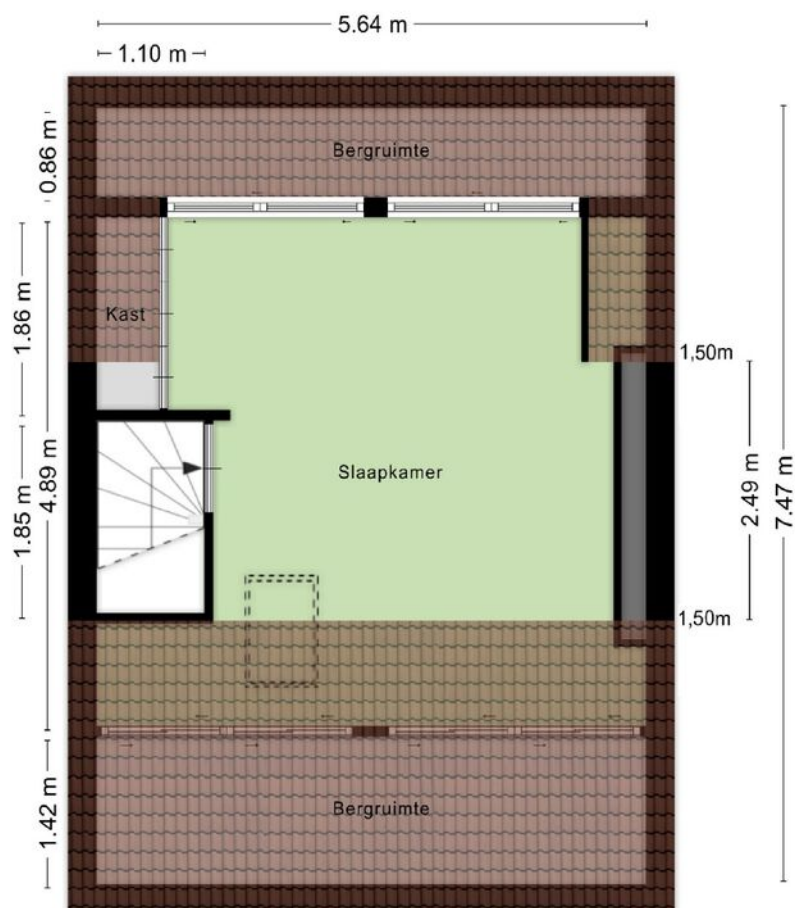 5.64 m
1.10 m
0.86 m
Bergruimte
1.86 m
Kast
1,50m
4.89 m
Slaapkamer
2.49 m
7.47 m
1.85 m
1,50m
1.42 m
Bergruimte